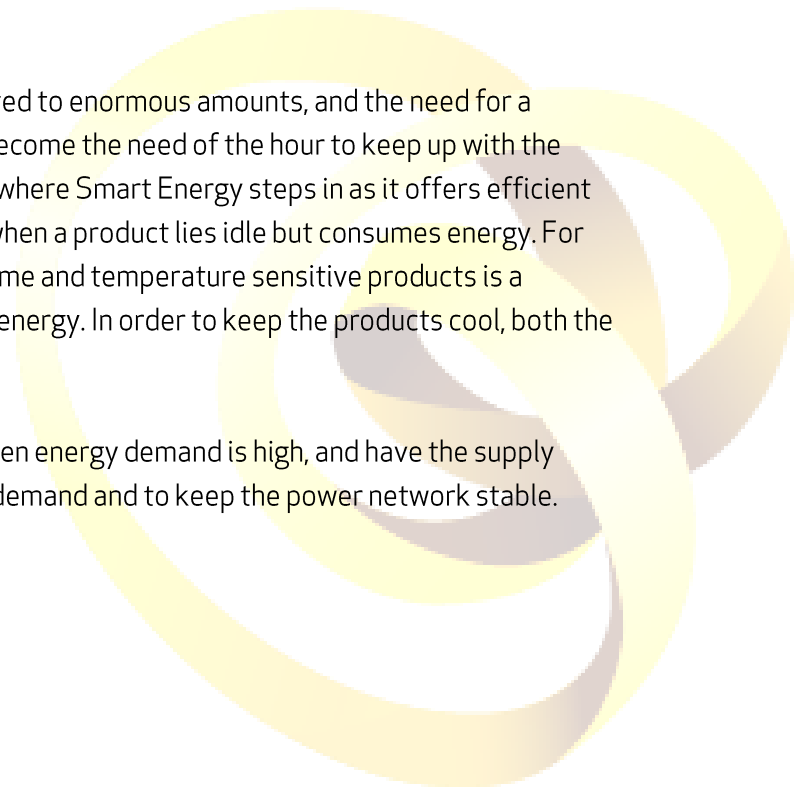 ed to enormous amounts, and the need for a
ecome the need of the hour to keep up with the
where Smart Energy steps in as it offers efficient
when a product lies idle but consumes energy. For
me and temperature sensitive products is a
energy. In order to keep the products cool, both the
en energy demand is high, and have the supply
demand and to keep the power network stable.